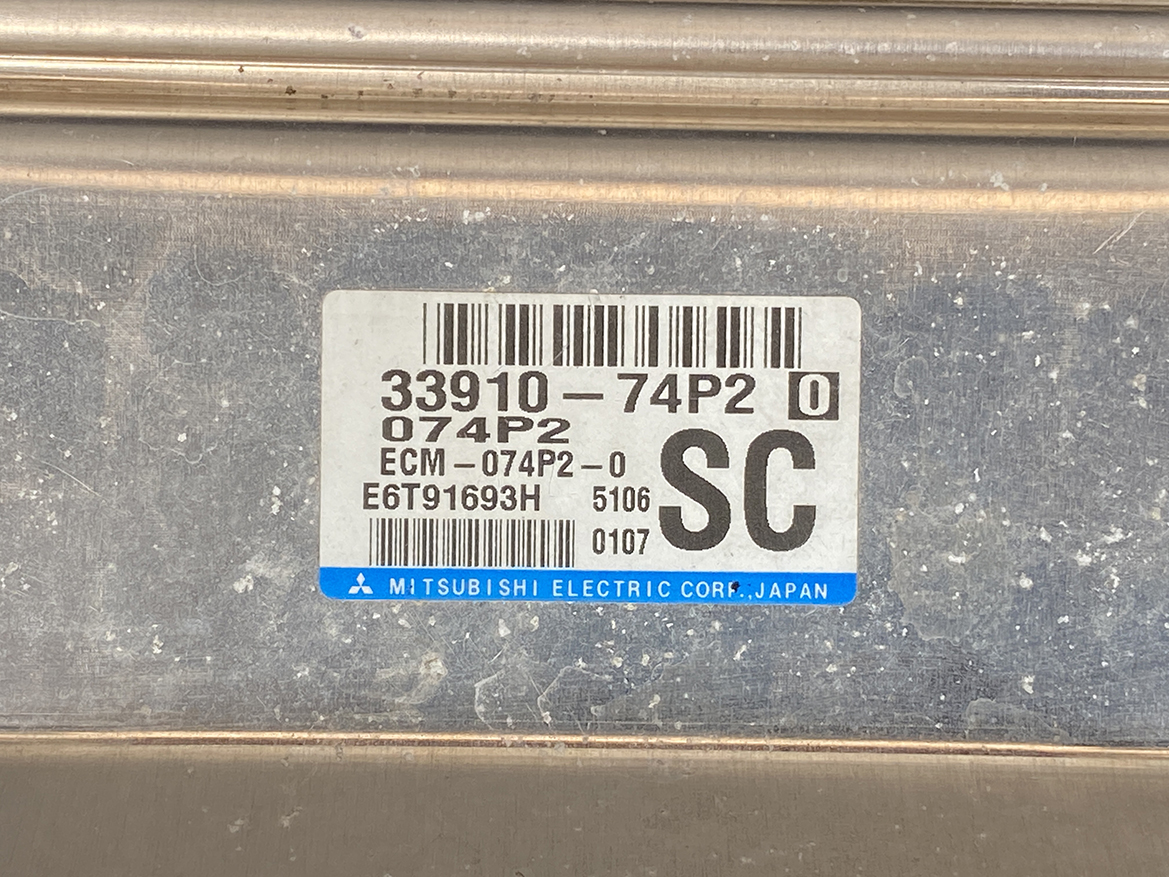 33910-74P2 0
074P2
ECM-074P2-0
SC
E6T91693H 5106
0107
MITSUBISHI ELECTRIC CORP.,JAPAN